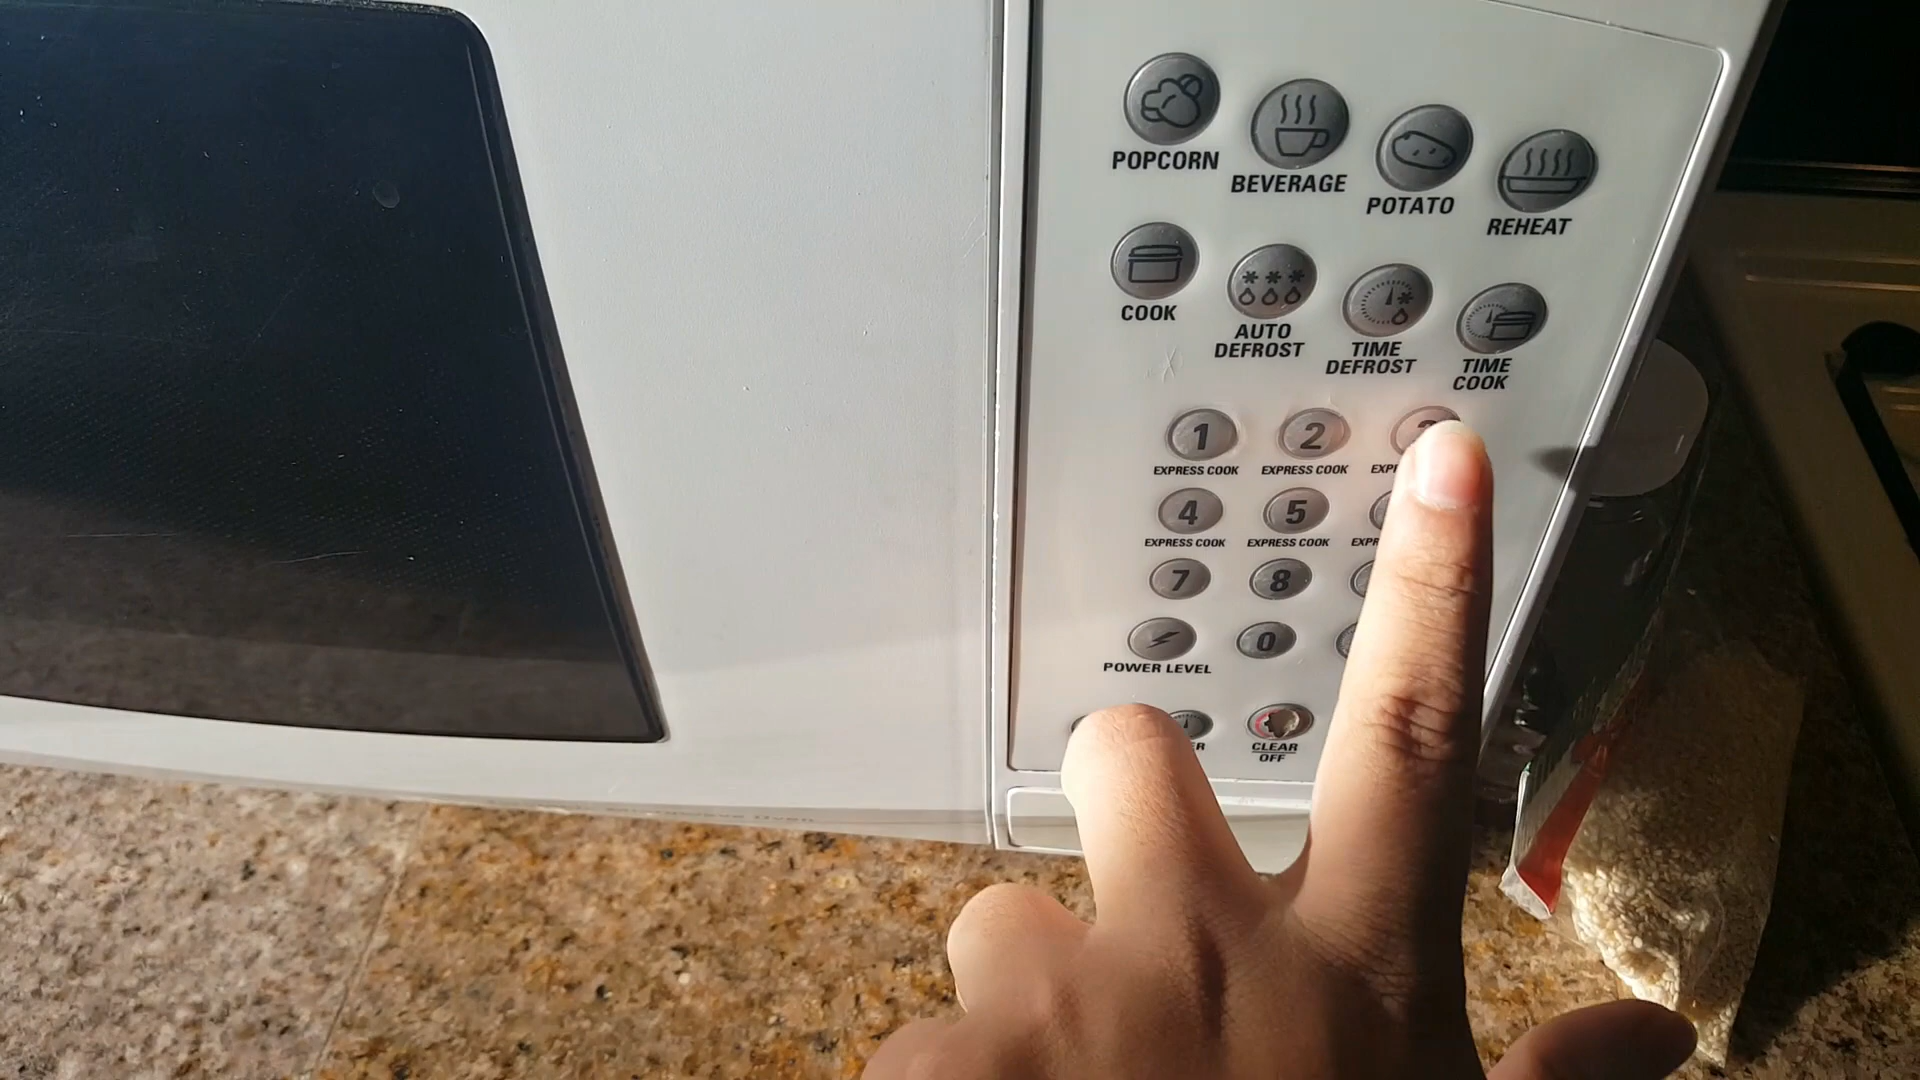 POPCORN
BEVERAGE
POTATO
REHEAT
COOK
AUTO
DEFROST
TIME
DEFROST
TIME
COOK
1
2
EXPRESS COOK
EXPRESS COOK
4
5
EXPRESS COOK
EXPRESS COOK
7
8
0
POWER LEVEL
CLEAR
OFF